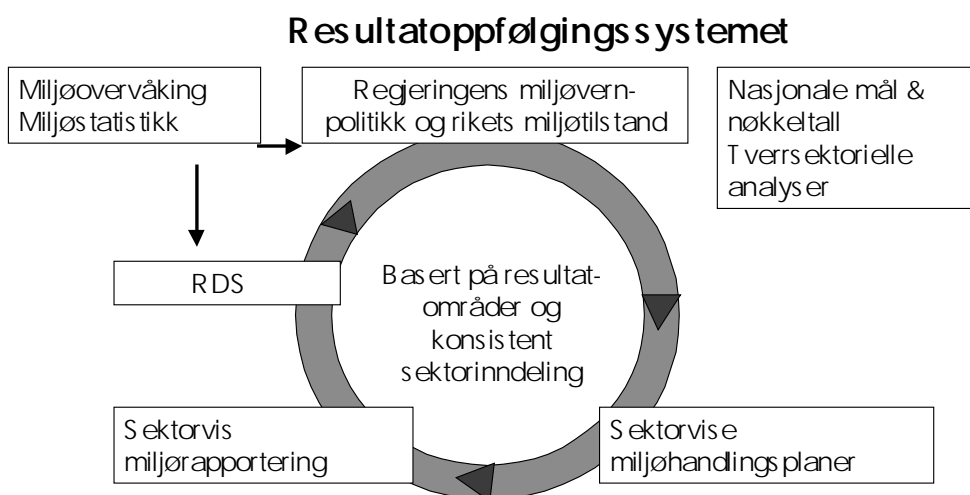 Resultatoppfølgingssystemet
Miljøovervåking
Miljøstatistikk
Regjeringens miljøvern-
politikk og rikets miljøtilstand
Nasjonale mål &
nøkkeltall
Tverrsektorielle
analyser
RDS
Basert på resultat-
områder og
konsistent
sektorinndeling
Sektorvis
miljørapportering
Sektorvise
miljøhandlingsplaner